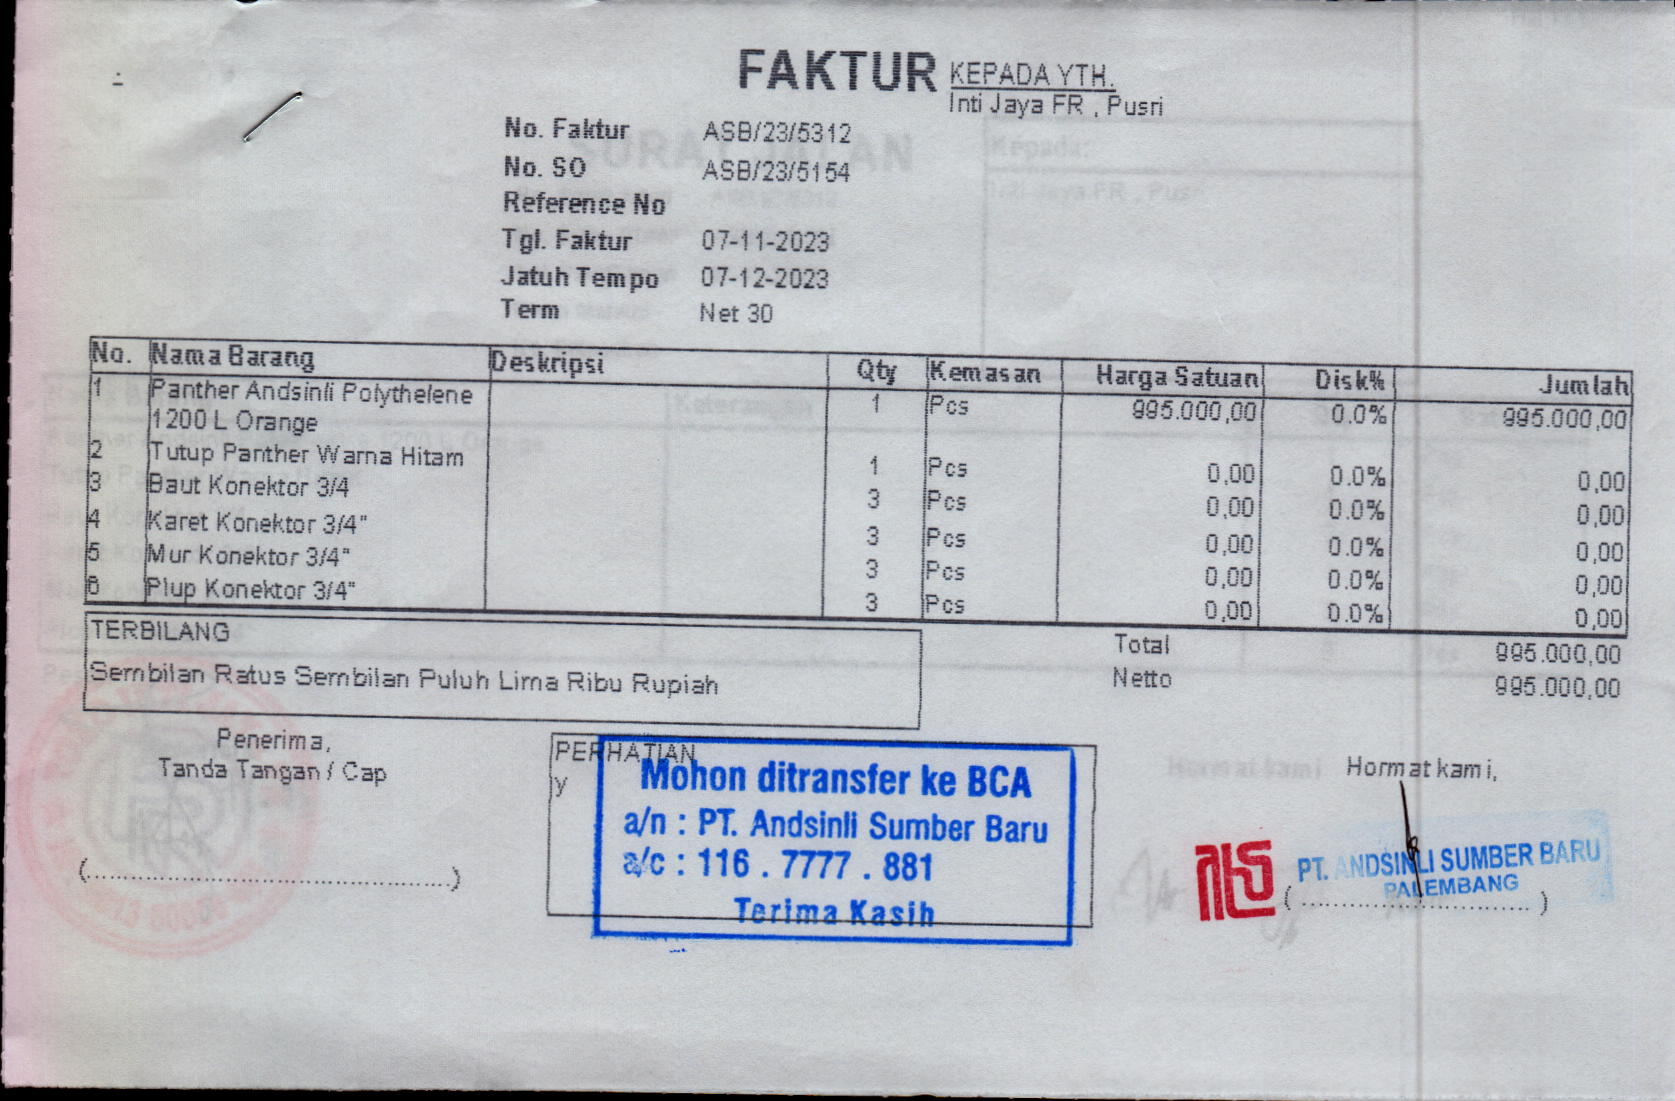 FAKTUR
KEPADA YTH.
Inti Jaya FR , Pusri
No. Faktur ASB/23/5312
No. SO ASB/23/5154
Reference No
Tgl. Faktur 07-11-2023
Jatuh Tempo 07-12-2023
Term Net 30
No. Nama Barang Deskripsi Qty Kemasan Harga Satuan Disk% Jumlah
1 Panther Andsinli Polythelene 1 Pcs 995.000,00 0.0% 995.000,00
1200 L Orange
2 Tutup Panther Warna Hitam 1 Pcs 0,00 0.0% 0,00
3 Baut Konektor 3/4 3 Pcs 0,00 0.0% 0,00
4 Karet Konektor 3/4" 3 Pcs 0,00 0.0% 0,00
5 Mur Konektor 3/4" 3 Pcs 0,00 0.0% 0,00
6 Plup Konektor 3/4" 3 Pcs 0,00 0.0% 0,00
TERBILANG
Sembilan Ratus Sembilan Puluh Lima Ribu Rupiah
Total 995.000,00
Netto 995.000,00
Penerima,
Tanda Tangan / Cap
PERHATIAN
y
Mohon ditransfer ke BCA
a/n : PT. Andsinli Sumber Baru
a/c : 116 . 7777 . 881
Terima Kasih
Hormat kami,
PT. ANDSINLI SUMBER BARU
PALEMBANG